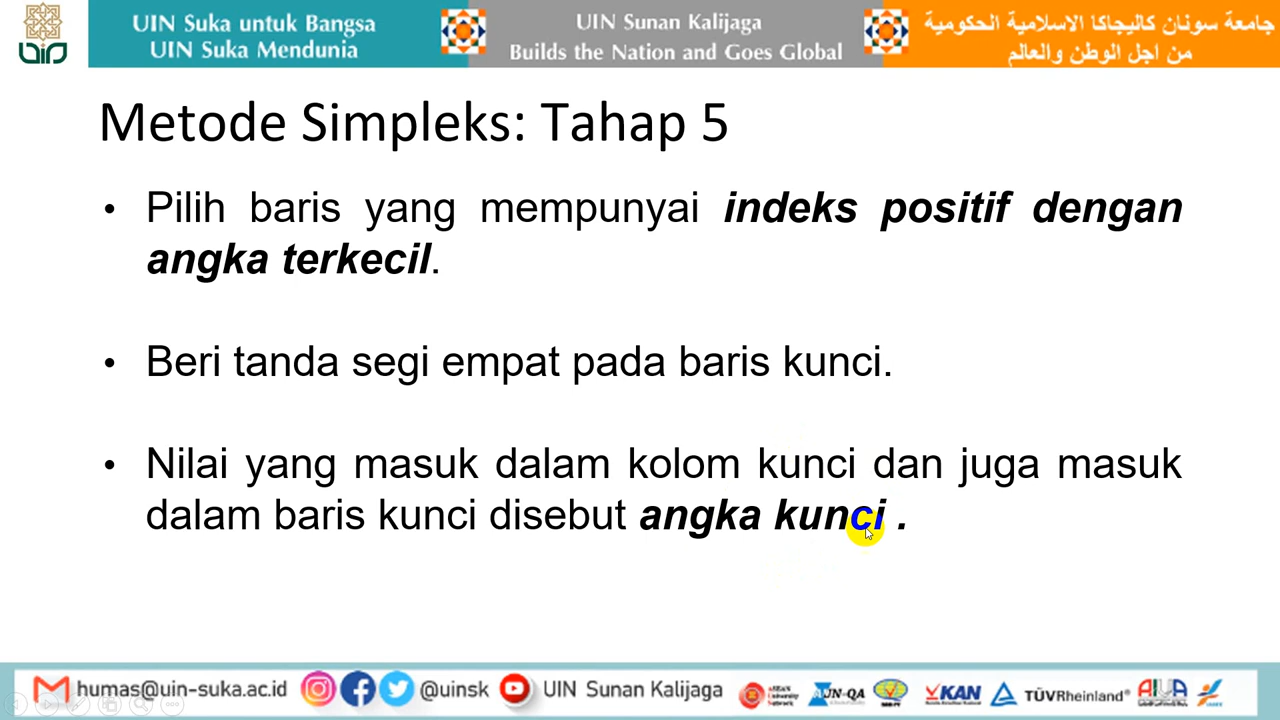 UIN Suka untuk Bangsa
UIN Suka Mendunia
UIN Sunan Kalijaga
Builds the Nation and Goes Global
جامعة سونان كاليجاكا الاسلامية الحكومية
من اجل الوطن والعالم
Metode Simpleks: Tahap 5
• Pilih baris yang mempunyai indeks positif dengan
angka terkecil.
• Beri tanda segi empat pada baris kunci.
• Nilai yang masuk dalam kolom kunci dan juga masuk
dalam baris kunci disebut angka kunci .
humas@uin-suka.ac.id
@uinsk
UIN Sunan Kalijaga
AUN-QA
KAN
TÜVRheinland®